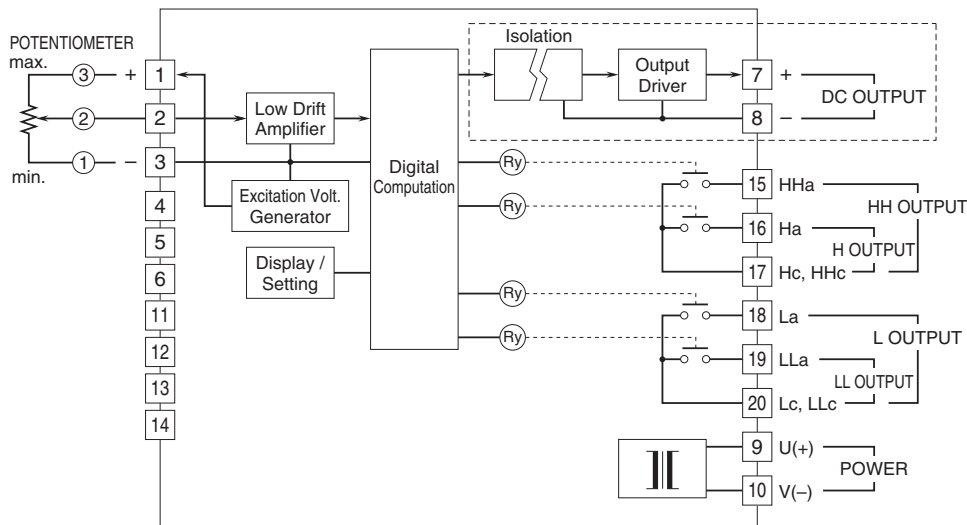 POTENTIOMETER
max.
3 + 1
2 2
1 – 3
min.
4
5
6
11
12
13
14
Low Drift
Amplifier
Excitation Volt.
Generator
Display /
Setting
Digital
Computation
Isolation
Output
Driver
7 +
DC OUTPUT
8 –
Ry
Ry
Ry
Ry
15 HHa
HH OUTPUT
16 Ha
H OUTPUT
17 Hc, HHc
18 La
L OUTPUT
19 LLa
LL OUTPUT
20 Lc, LLc
9 U(+)
POWER
10 V(–)